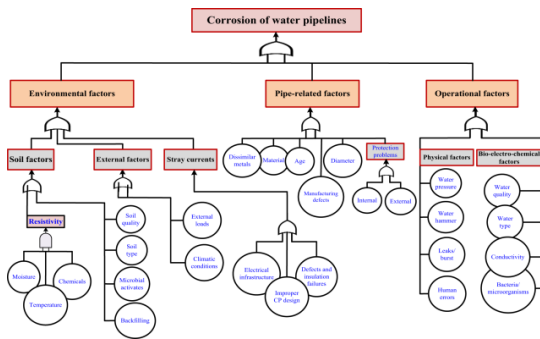 Corrosion of water pipelines
Environmental factors
Pipe-related factors
Operational factors
Soil factors
External factors
Stray currents
Dissimilar
metals
Material
Age
Diameter
Manufacturing
defects
Protection
problems
Internal
External
Physical factors
Bio-electro-chemical
factors
Resistivity
Moisture
Temperature
Chemicals
Soil
quality
Soil
type
Microbial
activates
Backfilling
External
loads
Climatic
conditions
Electrical
infrastructure
Improper
CP design
Defects and
insulation
failures
Water
pressure
Water
hammer
Leaks/
burst
Human
errors
Water
quality
Water
type
Conductivity
Bacteria/
microorganisms